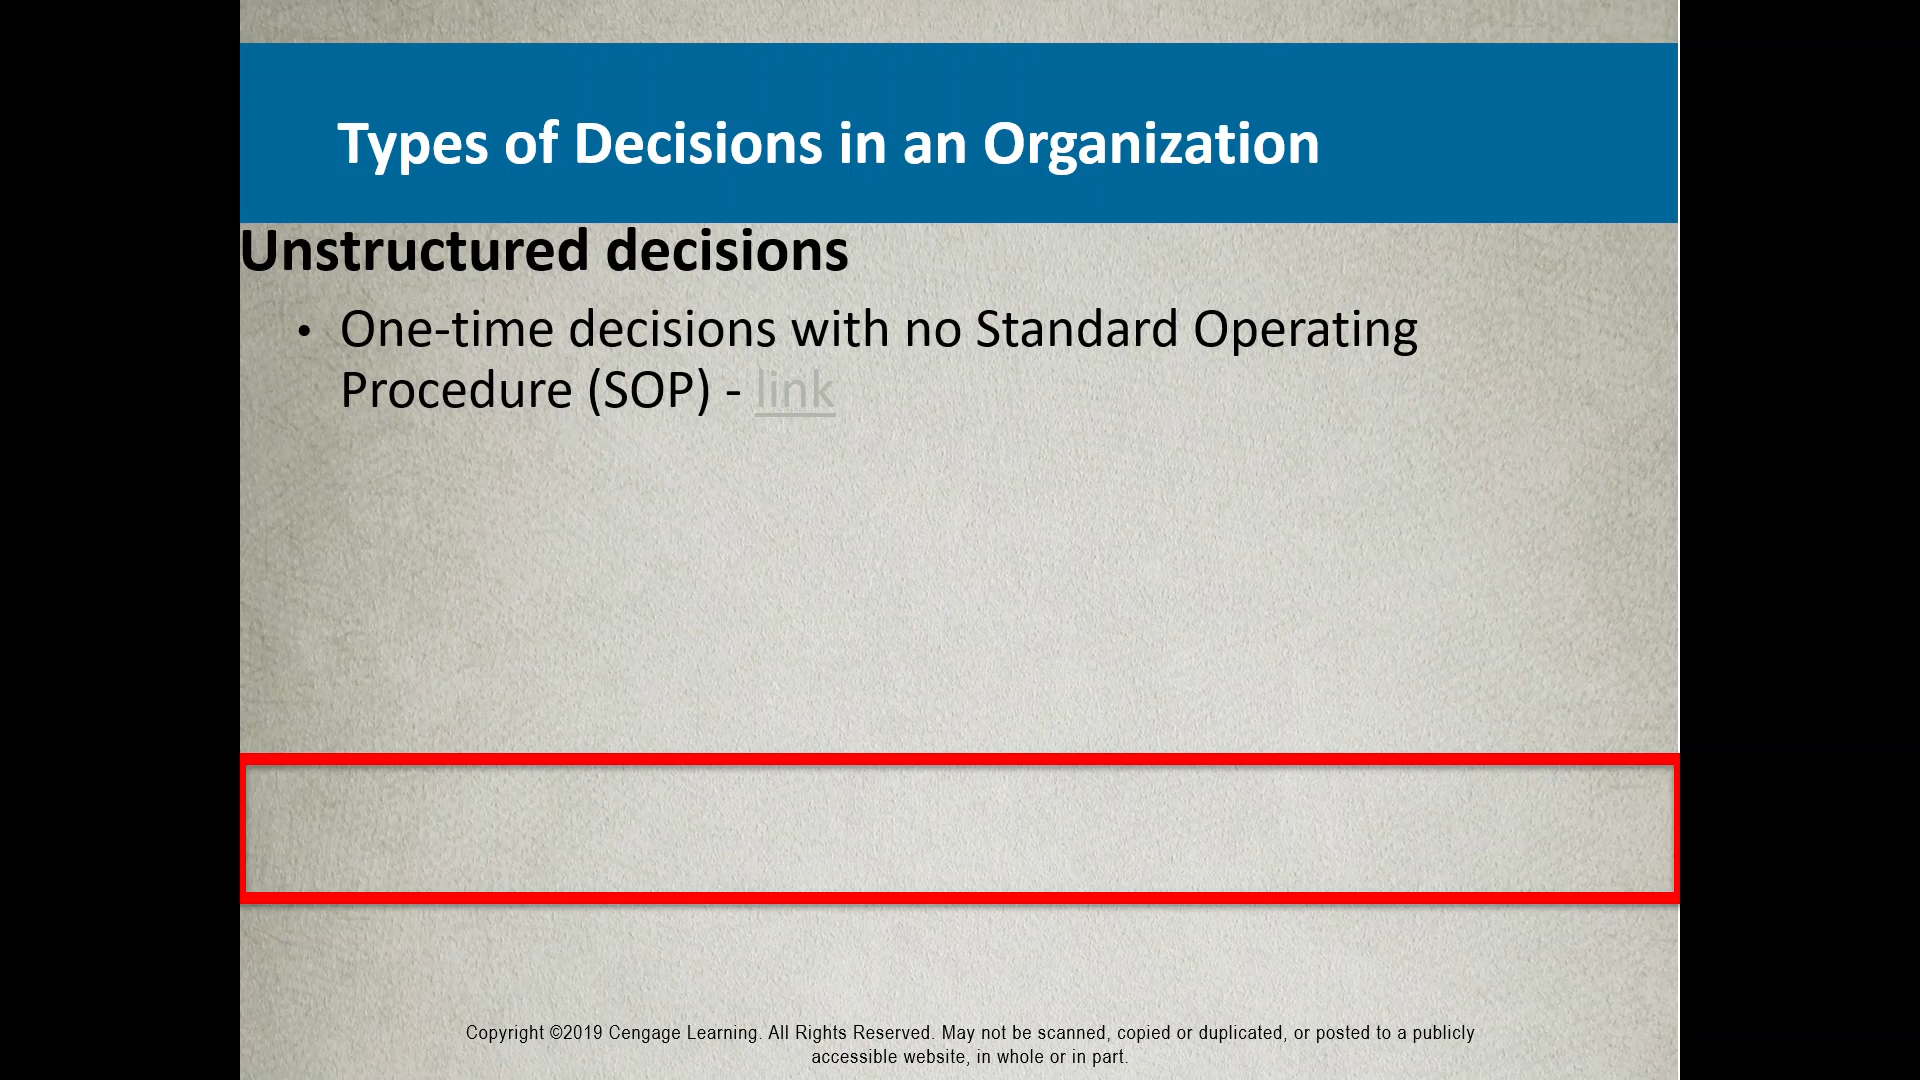 Types of Decisions in an Organization
Unstructured decisions
• One-time decisions with no Standard Operating
Procedure (SOP) - link
Copyright ©2019 Cengage Learning. All Rights Reserved. May not be scanned, copied or duplicated, or posted to a publicly
accessible website, in whole or in part.